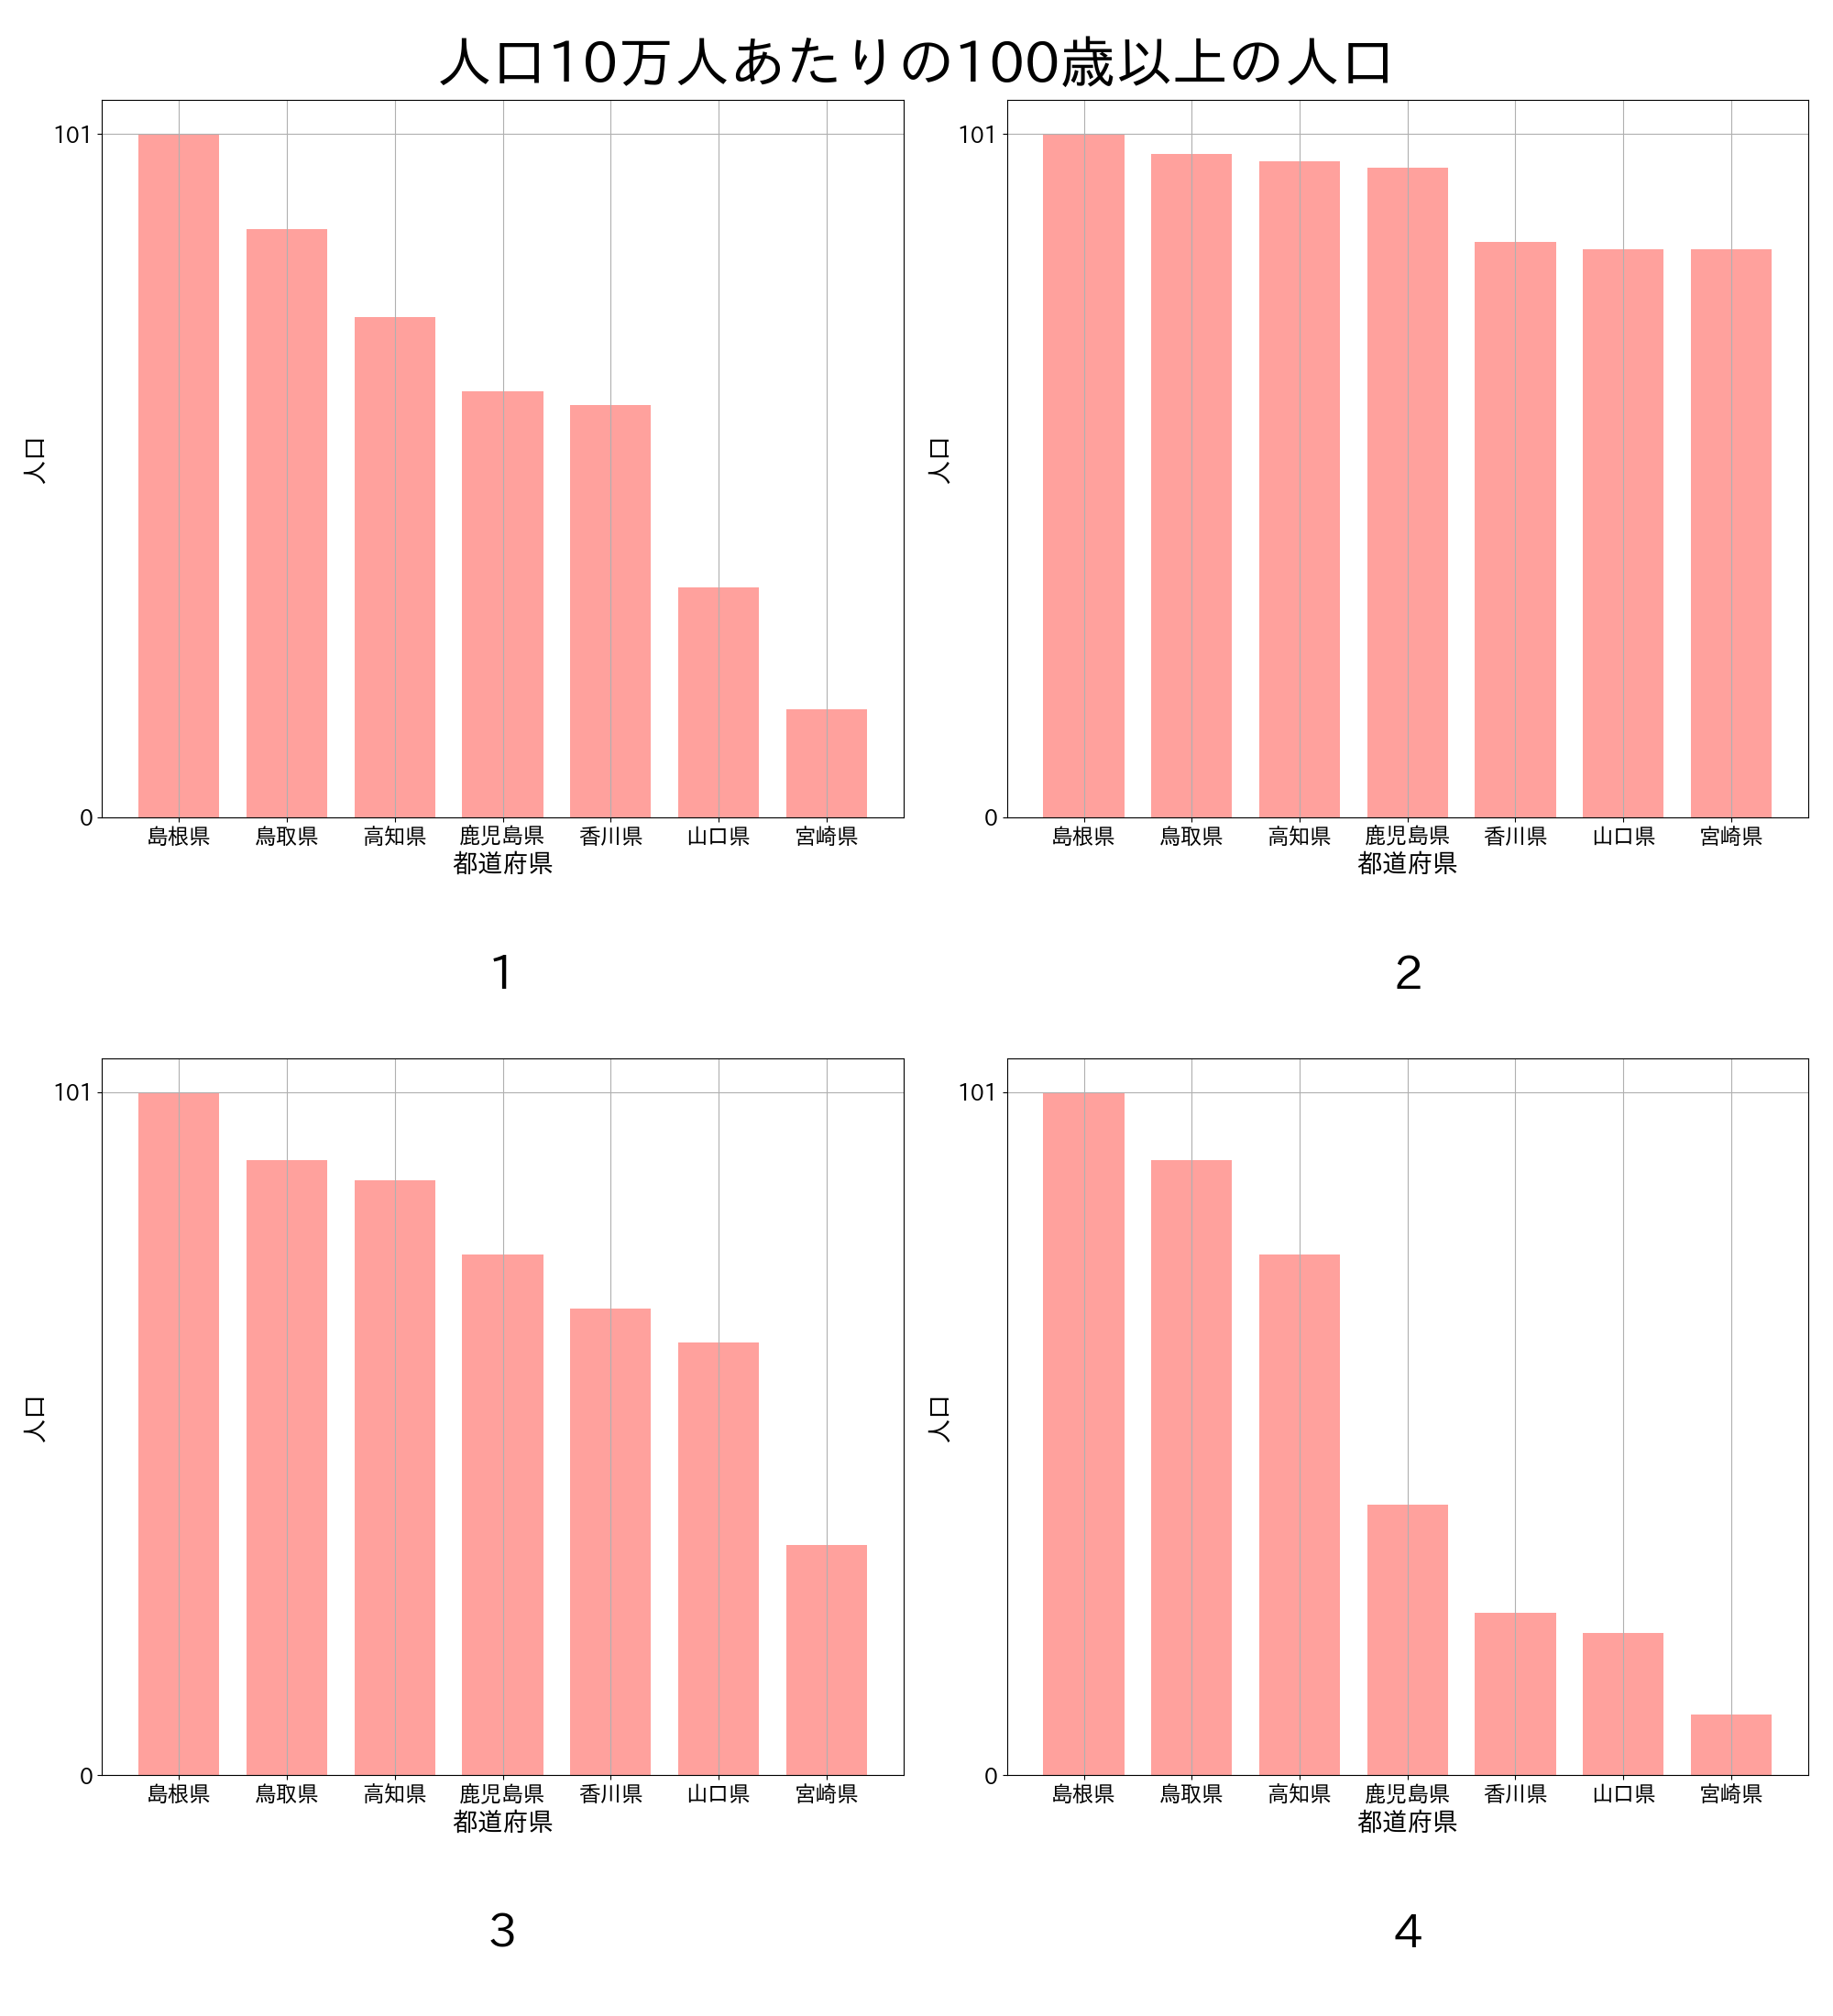 人口10万人あたりの100歳以上の人口
101
0
人口
島根県 鳥取県 高知県 鹿児島県 香川県 山口県 宮崎県
都道府県
1
101
0
人口
島根県 鳥取県 高知県 鹿児島県 香川県 山口県 宮崎県
都道府県
2
101
0
人口
島根県 鳥取県 高知県 鹿児島県 香川県 山口県 宮崎県
都道府県
3
101
0
人口
島根県 鳥取県 高知県 鹿児島県 香川県 山口県 宮崎県
都道府県
4